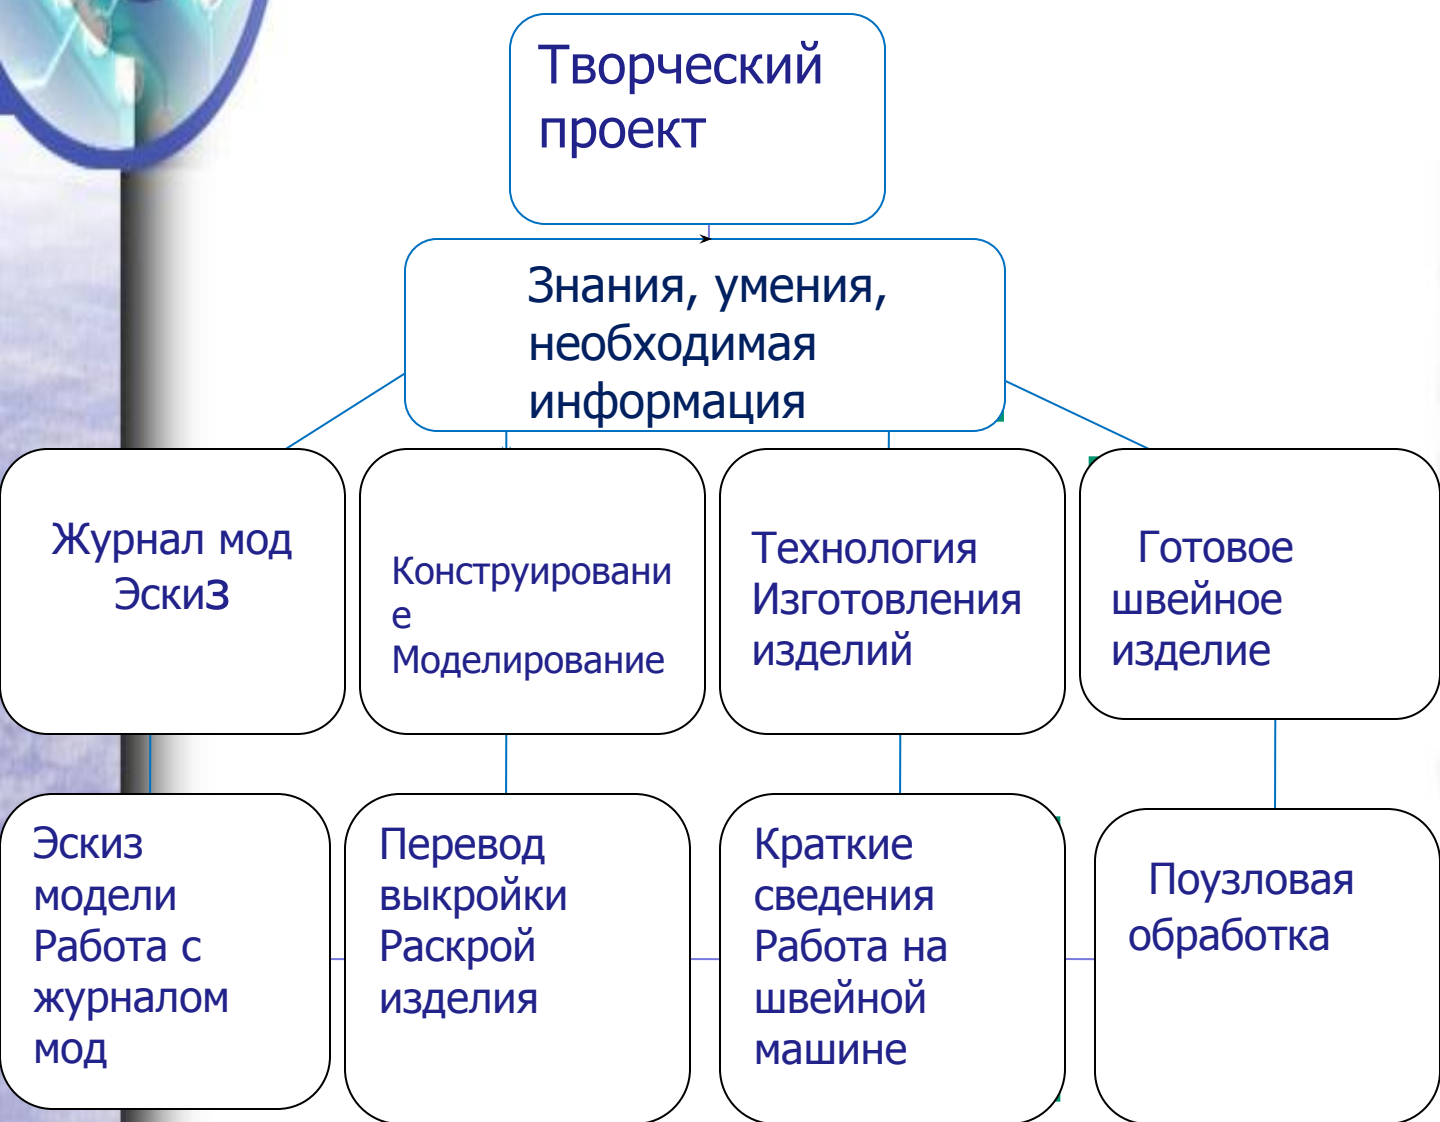 Творческий
проект
Знания, умения,
необходимая
информация
Журнал мод
Эскиз
Конструировани
е
Моделирование
Технология
Изготовления
изделий
Готовое
швейное
изделие
Эскиз
модели
Работа с
журналом
мод
Перевод
выкройки
Раскрой
изделия
Краткие
сведения
Работа на
швейной
машине
Поузловая
обработка